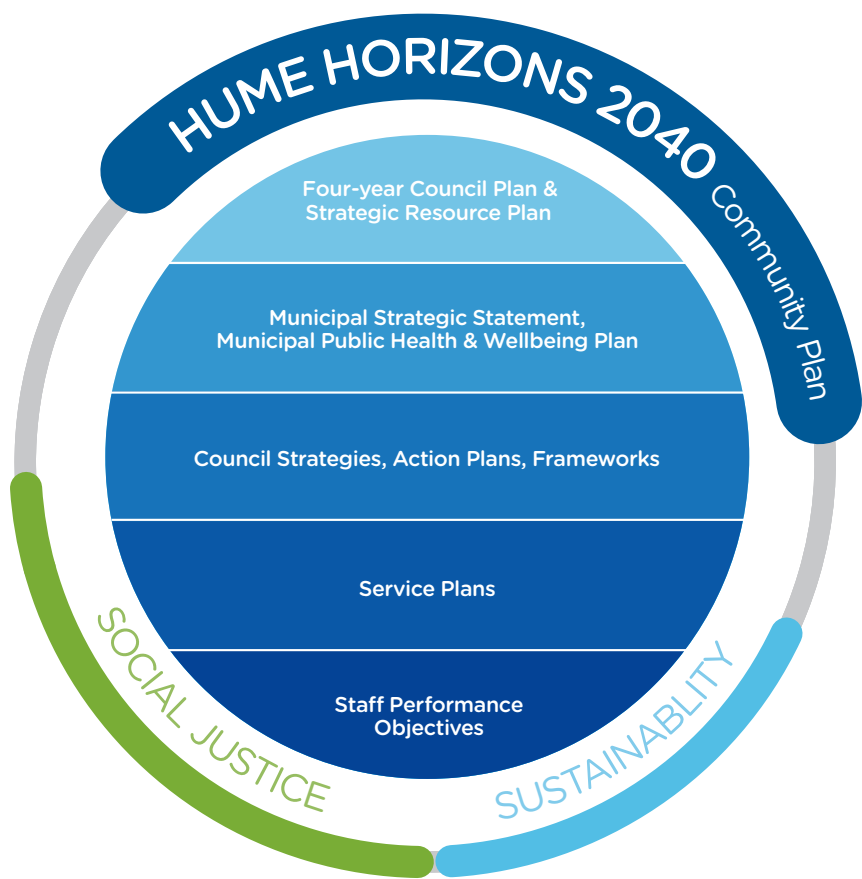 HUME HORIZONS 2040 Community Plan
Four-year Council Plan &
Strategic Resource Plan
Municipal Strategic Statement,
Municipal Public Health & Wellbeing Plan
Council Strategies, Action Plans, Frameworks
Service Plans
Staff Performance
Objectives
SOCIAL JUSTICE
SUSTAINABLITY